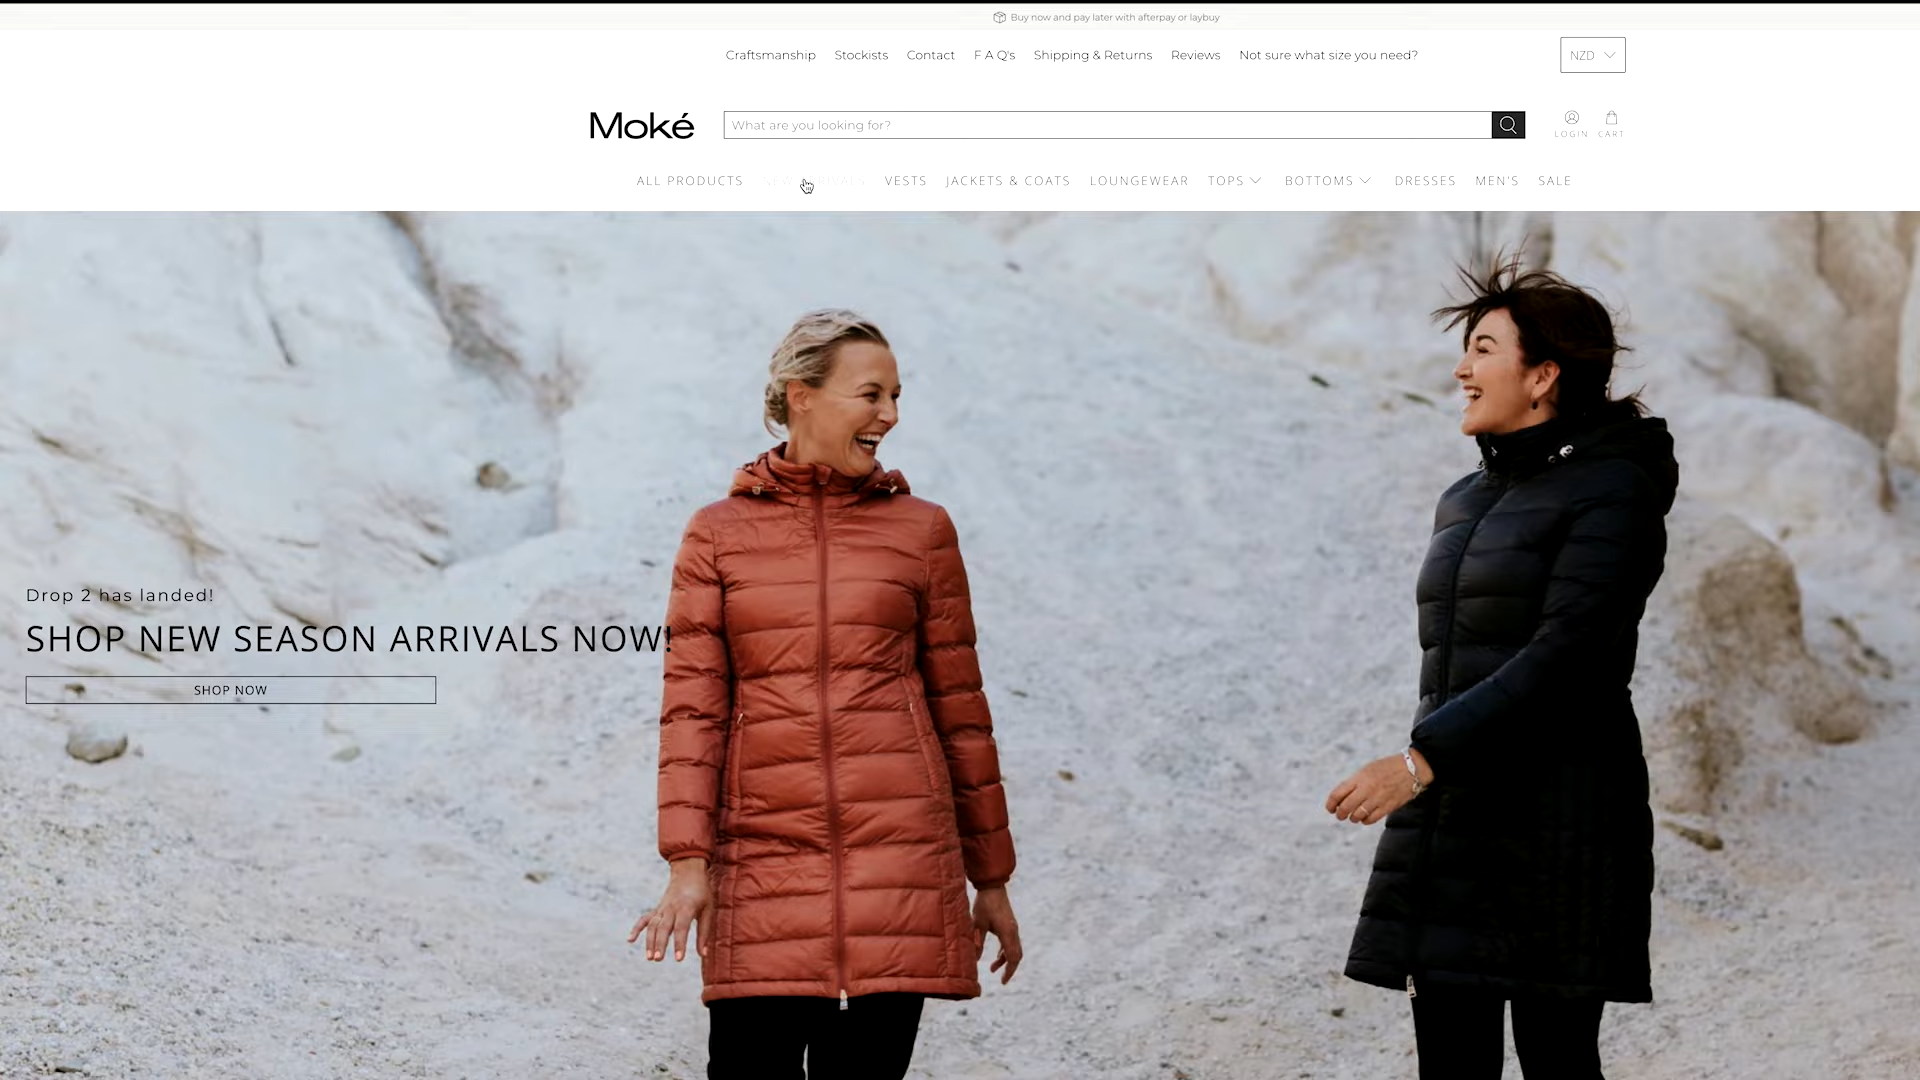 Buy now and pay later with afterpay or laybuy
Craftsmanship Stockists Contact F A Q's Shipping & Returns Reviews Not sure what size you need? NZD
Moké What are you looking for? LOGIN CART
ALL PRODUCTS NEW ARRIVALS VESTS JACKETS & COATS LOUNGEWEAR TOPS BOTTOMS DRESSES MEN'S SALE
Drop 2 has landed!
SHOP NEW SEASON ARRIVALS NOW!
SHOP NOW